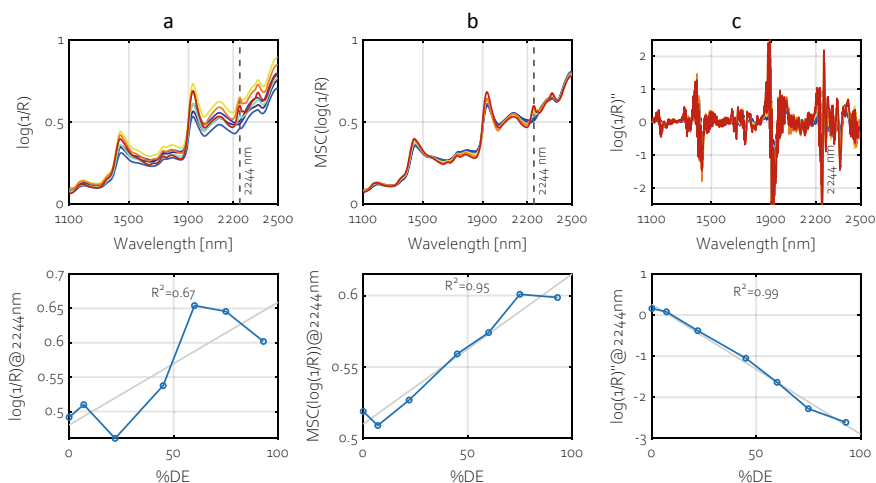 a
b
c
log(1/R)
1
0.5
0
1100
1500
1900
2200
2500
2244 nm
Wavelength [nm]
MSC(log(1/R)
1
0.5
0
1100
1500
1900
2200
2500
2244 nm
Wavelength [nm]
log(1/R)"
2
1
0
-1
-2
1100
1500
1900
2200
2500
2244 nm
Wavelength [nm]
log(1/R)@2244nm
0.7
0.65
0.6
0.55
0.5
R²=0.67
0
50
100
%DE
MSC(log(1/R))@2244nm
0.6
0.55
0.5
R²=0.95
0
50
100
%DE
log(1/R)"@2244nm
0
-1
-2
-3
R²=0.99
0
50
100
%DE